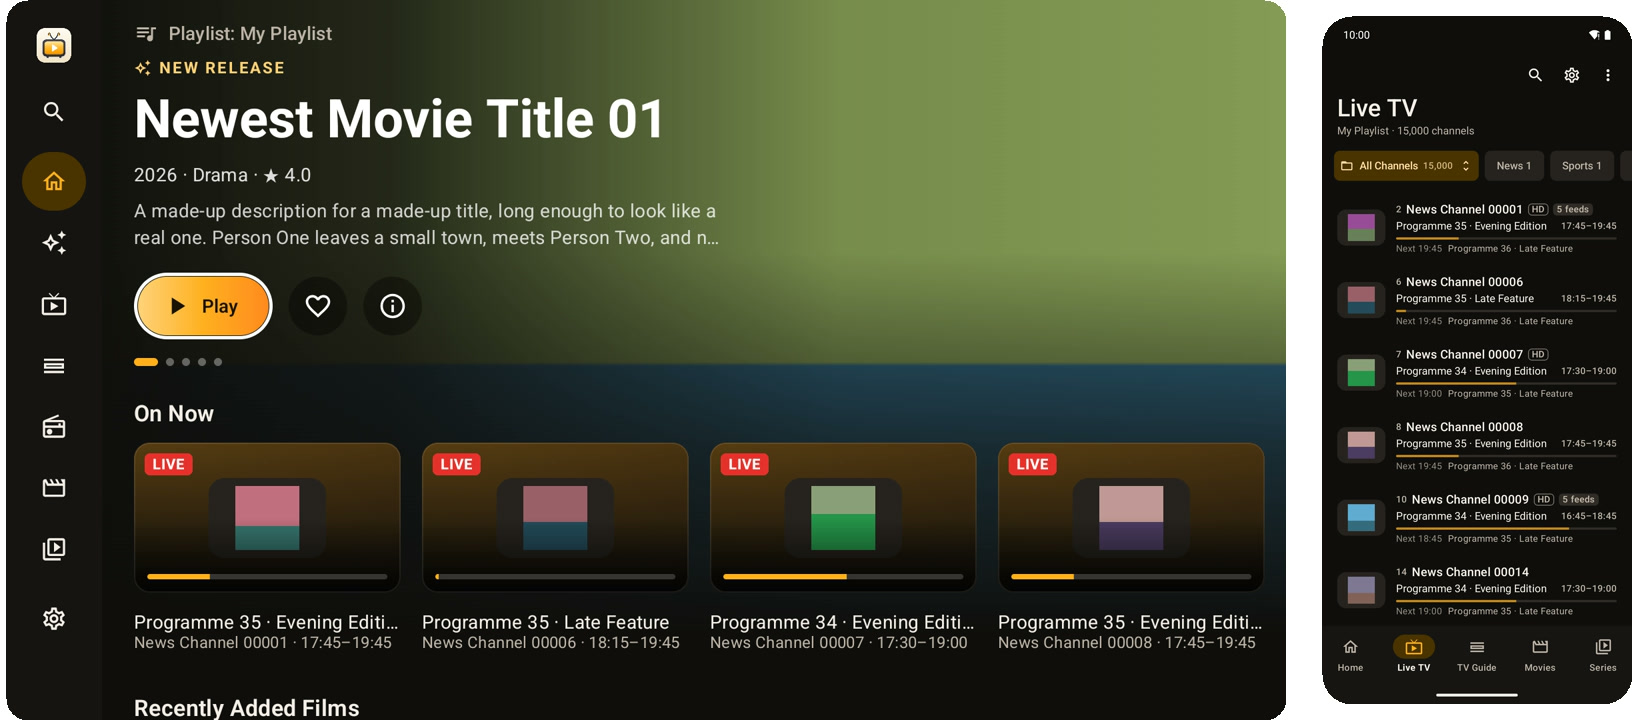 Playlist: My Playlist
NEW RELEASE
Newest Movie Title 01
2026 · Drama · ★ 4.0
A made-up description for a made-up title, long enough to look like a
real one. Person One leaves a small town, meets Person Two, and n…
Play
On Now
LIVE
LIVE
LIVE
LIVE
Programme 35 · Evening Editi…
News Channel 00001 · 17:45–19:45
Programme 35 · Late Feature
News Channel 00006 · 18:15–19:45
Programme 34 · Evening Editi…
News Channel 00007 · 17:30–19:00
Programme 35 · Evening Editi…
News Channel 00008 · 17:45–19:45
Recently Added Films
10:00
Live TV
My Playlist · 15,000 channels
All Channels 15,000
News 1
Sports 1
2 News Channel 00001 HD 5 feeds
Programme 35 · Evening Edition 17:45–19:45
Next 19:45 Programme 36 · Late Feature
6 News Channel 00006
Programme 35 · Late Feature 18:15–19:45
Next 19:45 Programme 36 · Late Feature
7 News Channel 00007 HD
Programme 34 · Evening Edition 17:30–19:00
Next 19:00 Programme 35 · Late Feature
8 News Channel 00008
Programme 35 · Evening Edition 17:45–19:45
Next 19:45 Programme 36 · Late Feature
10 News Channel 00009 HD 5 feeds
Programme 34 · Evening Edition 16:45–18:45
Next 18:45 Programme 35 · Late Feature
14 News Channel 00014
Programme 34 · Evening Edition 17:30–19:00
Next 19:00 Programme 35 · Late Feature
Home
Live TV
TV Guide
Movies
Series